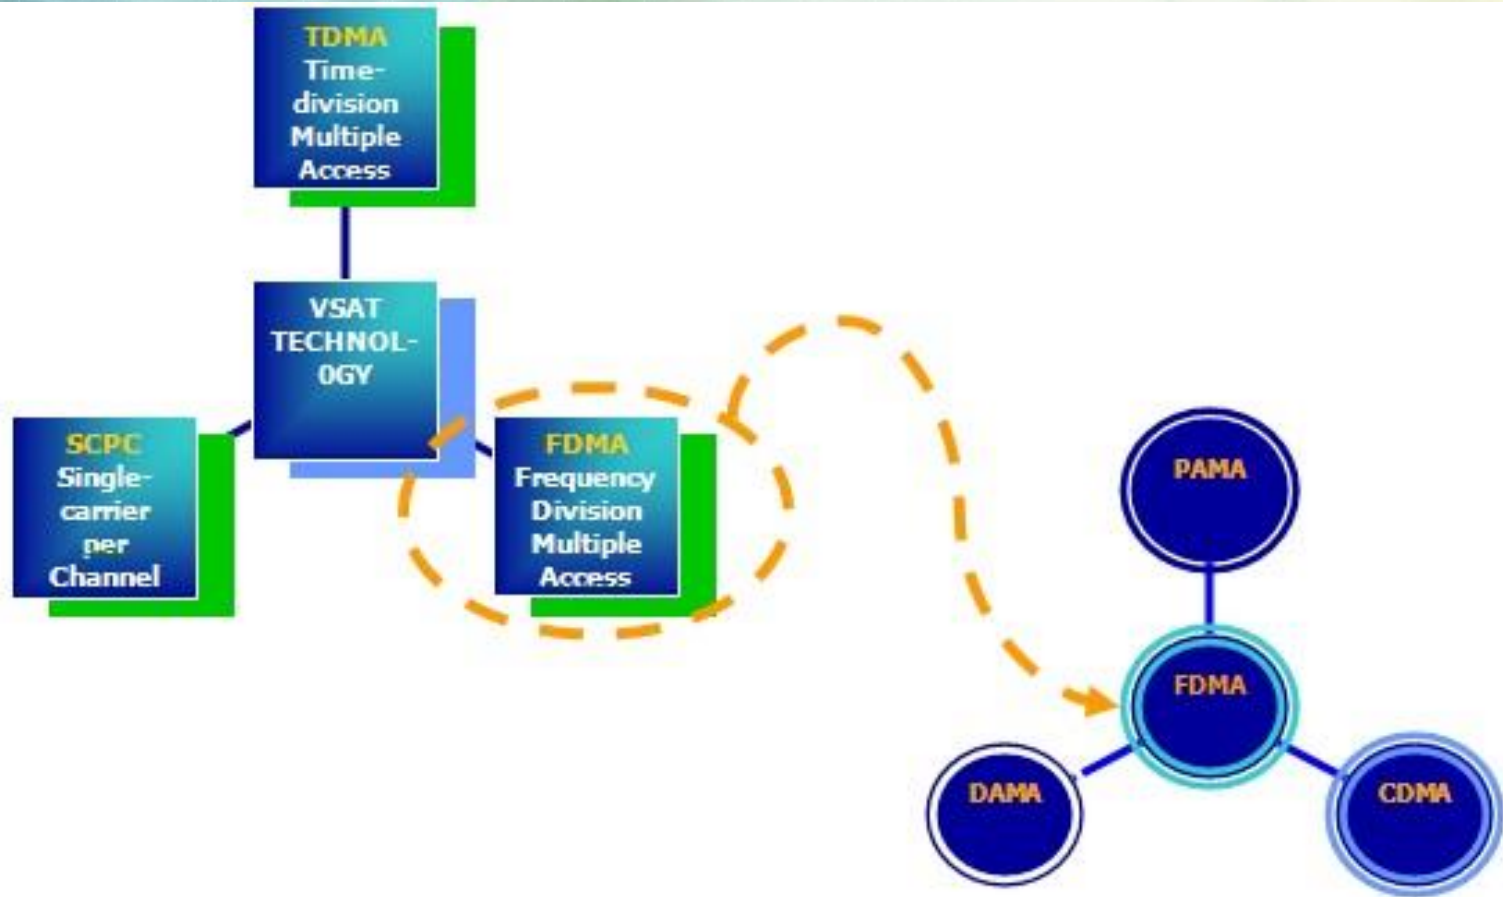 TDMA
Time-
division
Multiple
Access
VSAT
TECHNOL-
0GY
SCPC
Single-
carrier
per
Channel
FDMA
Frequency
Division
Multiple
Access
PAMA
FDMA
DAMA
CDMA